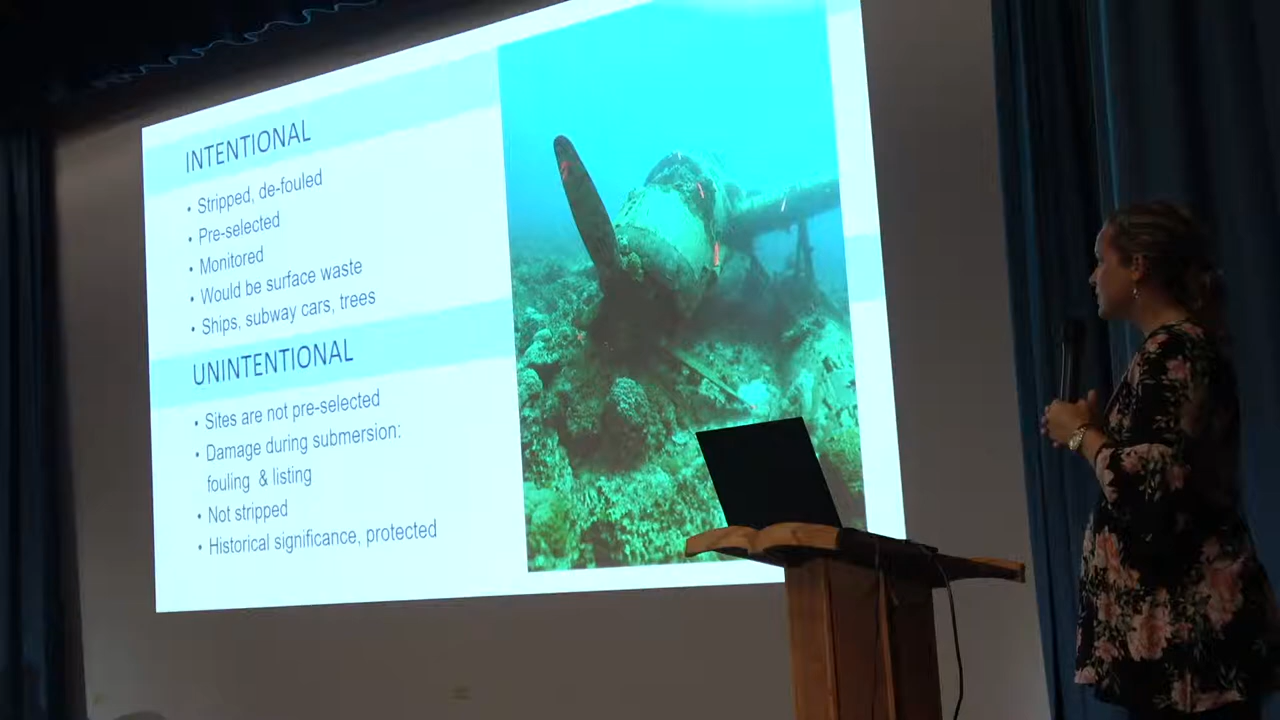 INTENTIONAL
• Stripped, de-fouled
• Pre-selected
• Monitored
• Would be surface waste
• Ships, subway cars, trees
UNINTENTIONAL
• Sites are not pre-selected
• Damage during submersion:
fouling & listing
• Not stripped
• Historical significance, protected